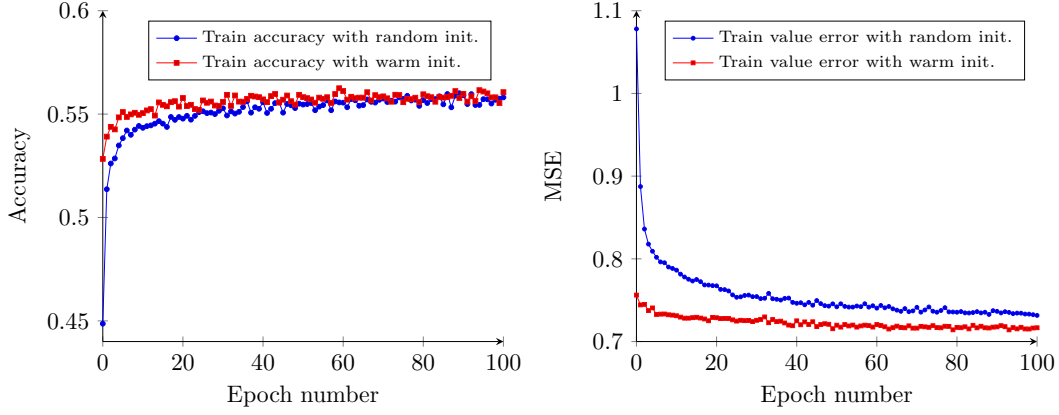 0.6
0.55
0.5
0.45
Accuracy
0 20 40 60 80 100
Epoch number
Train accuracy with random init.
Train accuracy with warm init.
1.1
1
0.9
0.8
0.7
MSE
0 20 40 60 80 100
Epoch number
Train value error with random init.
Train value error with warm init.